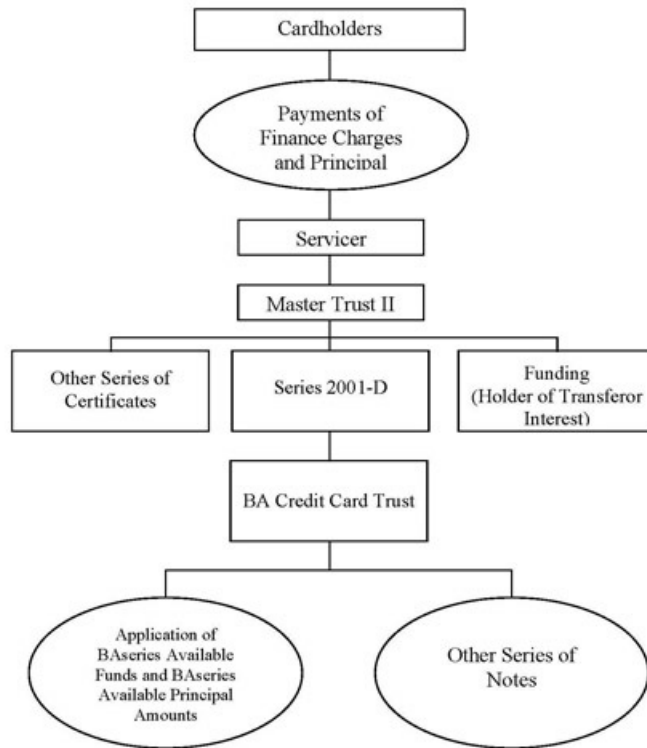 Cardholders
Payments of
Finance Charges
and Principal
Servicer
Master Trust II
Other Series of
Certificates
Series 2001-D
Funding
(Holder of Transferor
Interest)
BA Credit Card Trust
Application of
BAseries Available
Funds and BAseries
Available Principal
Amounts
Other Series of
Notes